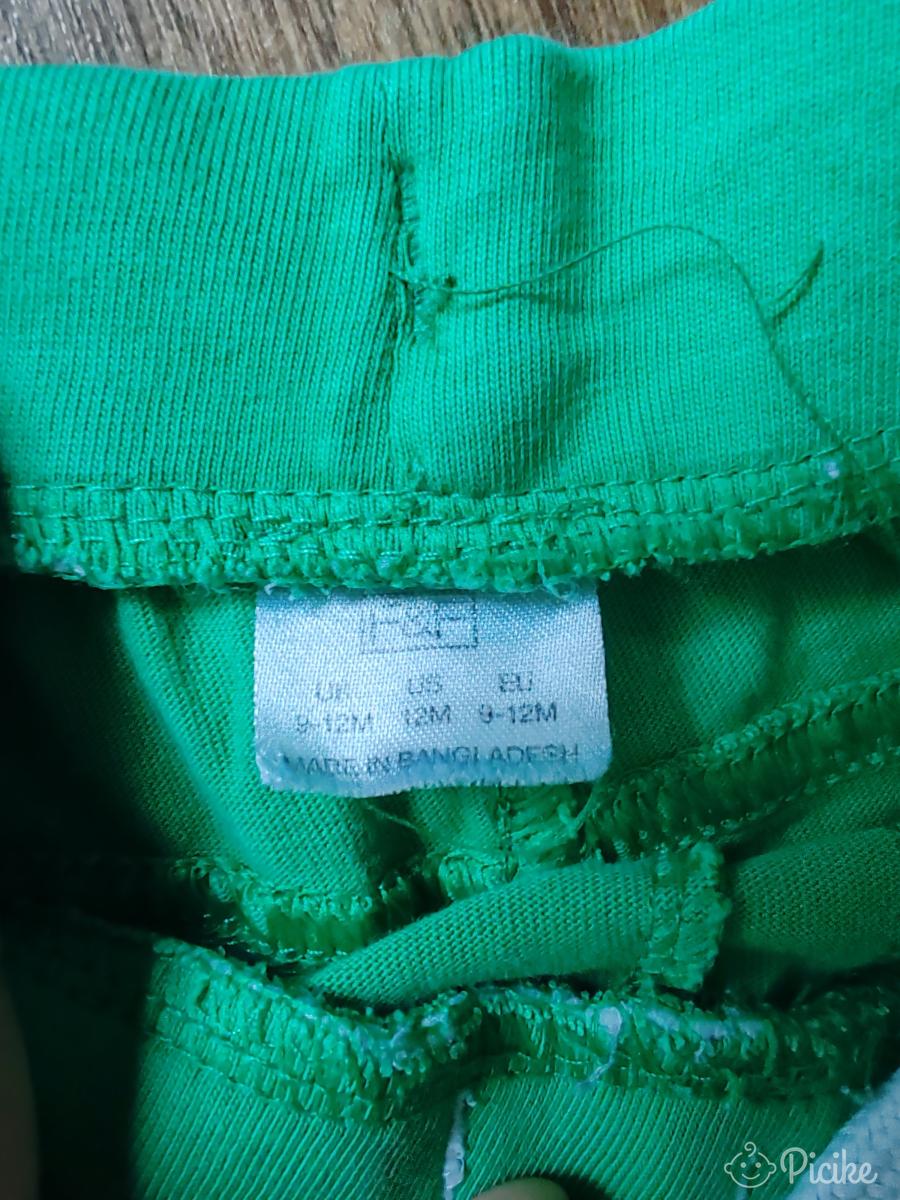 F&F
UK US EU
9-12M 12M 9-12M
MADE IN BANGLADESH
Picike